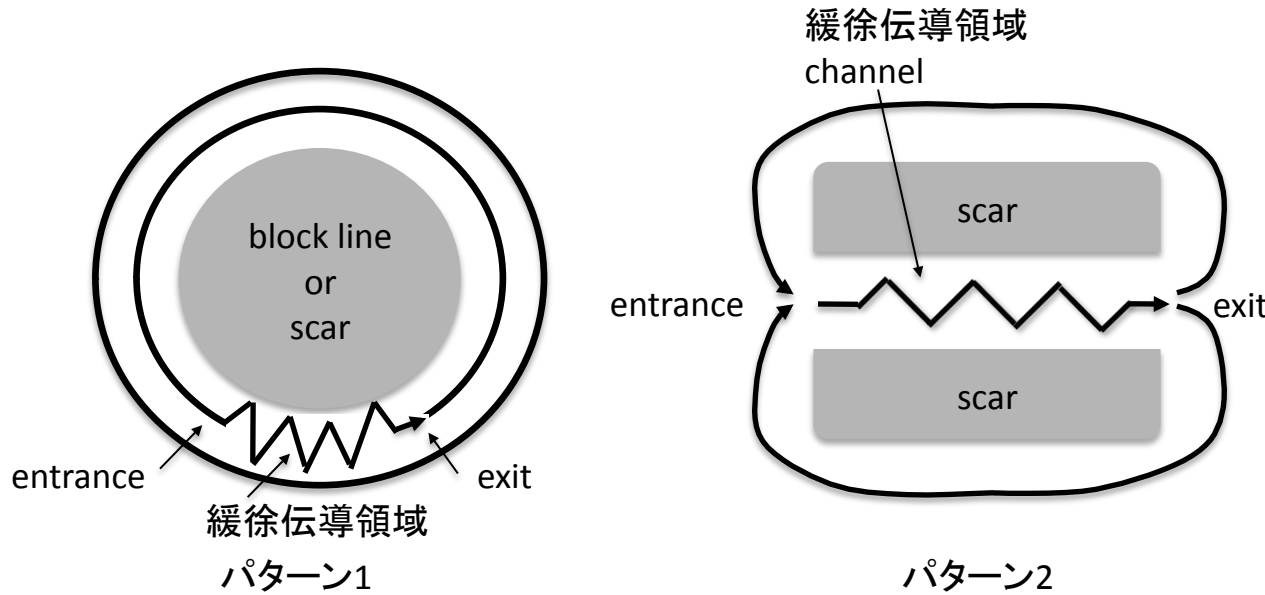 block line
or
scar
entrance
exit
緩徐伝導領域
パターン1
緩徐伝導領域
channel
scar
entrance
exit
scar
パターン2